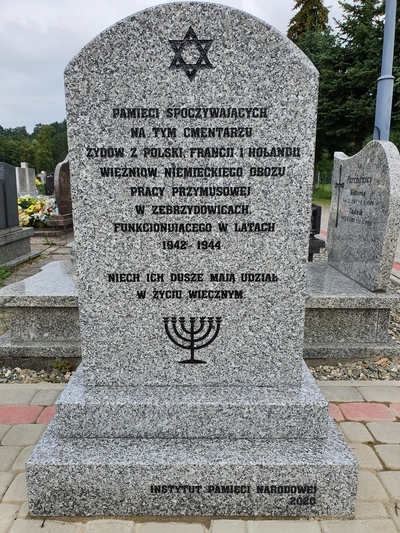 PAMIĘCI SPOCZYWAJĄCYCH
NA TYM CMENTARZU
ŻYDÓW Z POLSKI, FRANCJI I HOLANDII
WIĘŹNIÓW NIEMIECKIEGO OBOZU
PRACY PRZYMUSOWEJ
W ZEBRZYDOWICACH,
FUNKCJONUJĄCEGO W LATACH
1942-1944
NIECH ICH DUSZE MAJĄ UDZIAŁ
W ŻYCIU WIECZNYM.
INSTYTUT PAMIĘCI NARODOWEJ
2020